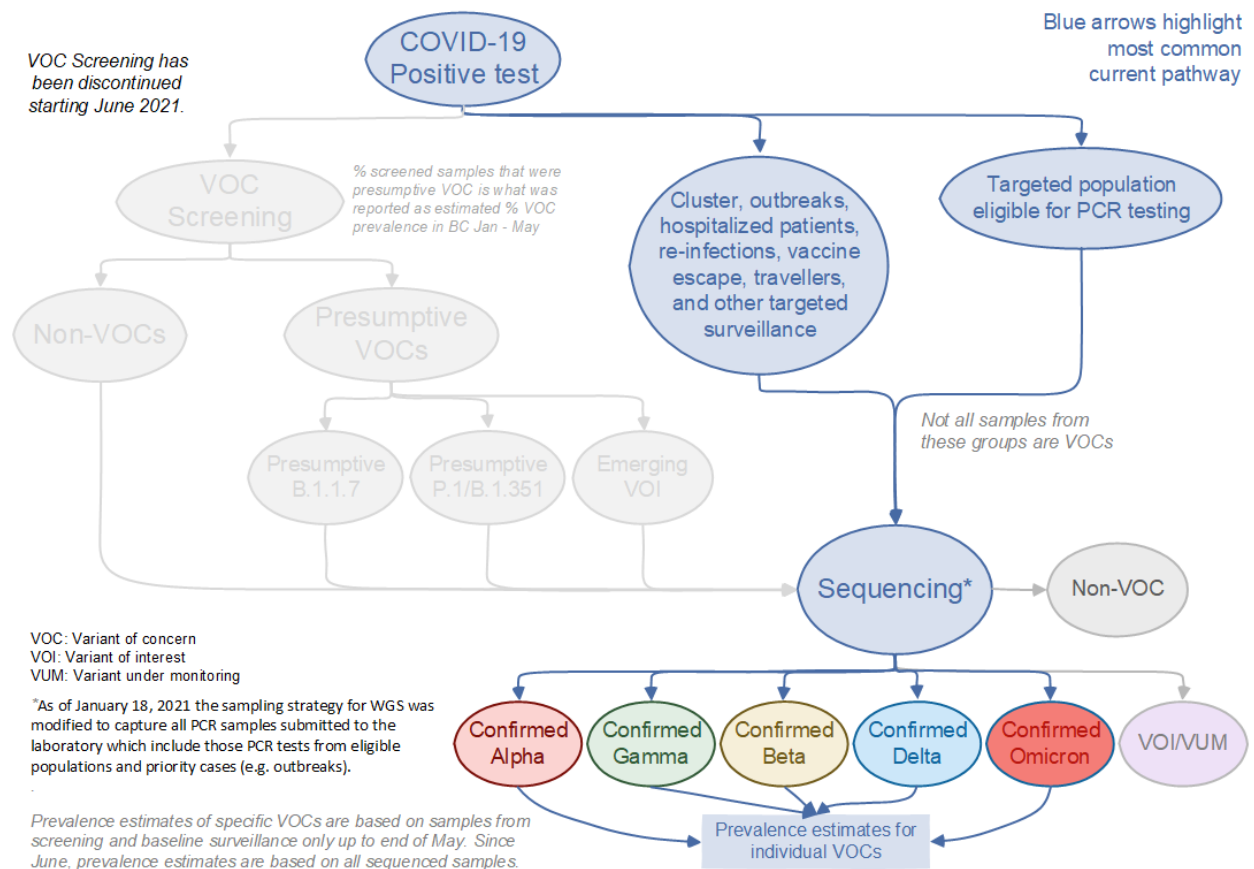 COVID-19
Positive test
Blue arrows highlight
most common
current pathway
VOC Screening has
been discontinued
starting June 2021.
VOC
Screening
% screened samples that were
presumptive VOC is what was
reported as estimated % VOC
prevalence in BC Jan - May
Cluster, outbreaks,
hospitalized patients,
re-infections, vaccine
escape, travellers,
and other targeted
surveillance
Targeted population
eligible for PCR testing
Non-VOCs
Presumptive
VOCs
Not all samples from
these groups are VOCs
Presumptive
B.1.1.7
Presumptive
P.1/B.1.351
Emerging
VOI
Sequencing*
Non-VOC
VOC: Variant of concern
VOI: Variant of interest
VUM: Variant under monitoring
*As of January 18, 2021 the sampling strategy for WGS was
modified to capture all PCR samples submitted to the
laboratory which include those PCR tests from eligible
populations and priority cases (e.g. outbreaks).
.
Confirmed
Alpha
Confirmed
Gamma
Confirmed
Beta
Confirmed
Delta
Confirmed
Omicron
VOI/VUM
Prevalence estimates for
individual VOCs
Prevalence estimates of specific VOCs are based on samples from
screening and baseline surveillance only up to end of May. Since
June, prevalence estimates are based on all sequenced samples.